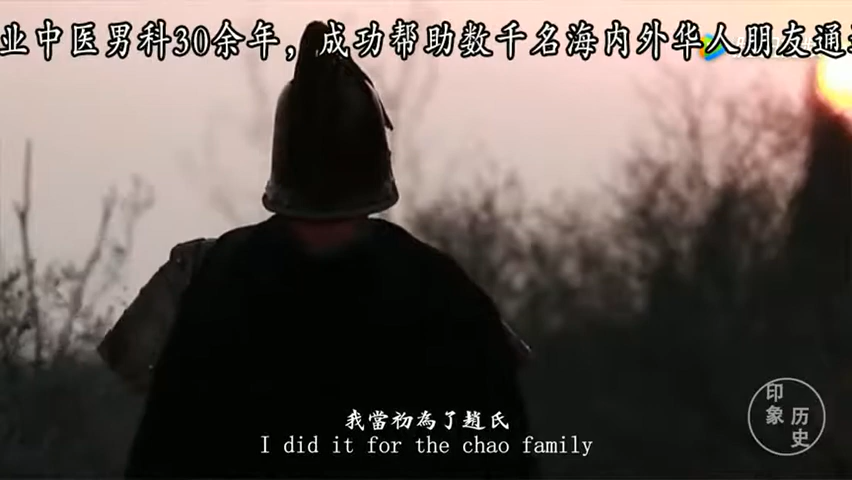 业中医男科30余年，成功帮助数千名海内外华人朋友通
印象
历史
我當初為了趙氏
I did it for the chao family